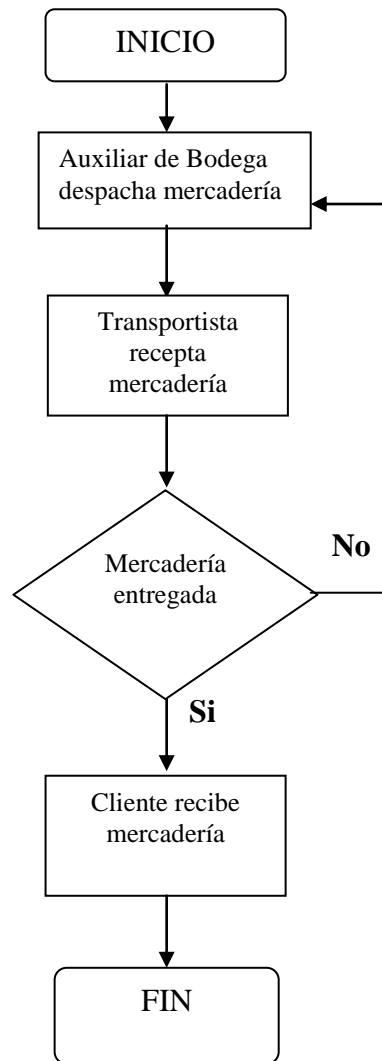 INICIO
Auxiliar de Bodega
despacha mercadería
Transportista
recepta
mercadería
Mercadería
entregada
No
Si
Cliente recibe
mercadería
FIN